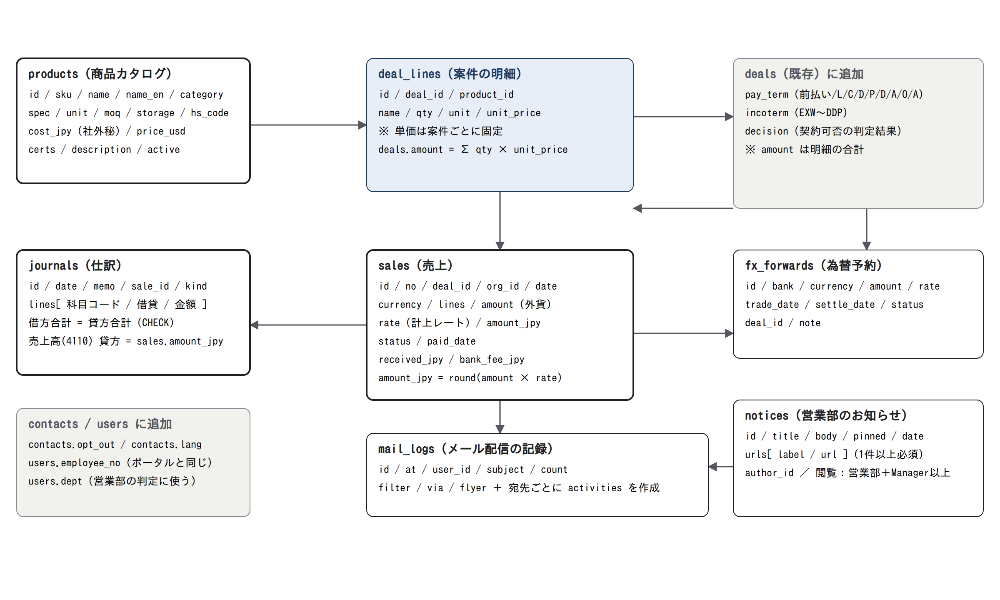 products（商品カタログ）
id / sku / name / name_en / category
spec / unit / moq / storage / hs_code
cost_jpy（社外秘）/ price_usd
certs / description / active
deal_lines（案件の明細）
id / deal_id / product_id
name / qty / unit / unit_price
※ 単価は案件ごとに固定
deals.amount = Σ qty × unit_price
deals（既存）に追加
pay_term（前払い/L/C/D/P/D/A/O/A）
incoterm（EXW〜DDP）
decision（契約可否の判定結果）
※ amount は明細の合計
journals（仕訳）
id / date / memo / sale_id / kind
lines[ 科目コード / 借貸 / 金額 ]
借方合計 = 貸方合計（CHECK）
売上高(4110) 貸方 = sales.amount_jpy
sales（売上）
id / no / deal_id / org_id / date
currency / lines / amount（外貨）
rate（計上レート）/ amount_jpy
status / paid_date
received_jpy / bank_fee_jpy
amount_jpy = round(amount × rate)
fx_forwards（為替予約）
id / bank / currency / amount / rate
trade_date / settle_date / status
deal_id / note
contacts / users に追加
contacts.opt_out / contacts.lang
users.employee_no（ポータルと同じ）
users.dept（営業部の判定に使う）
mail_logs（メール配信の記録）
id / at / user_id / subject / count
filter / via / flyer ＋ 宛先ごとに activities を作成
notices（営業部のお知らせ）
id / title / body / pinned / date
urls[ label / url ]（1件以上必須）
author_id ／ 閲覧：営業部＋Manager以上